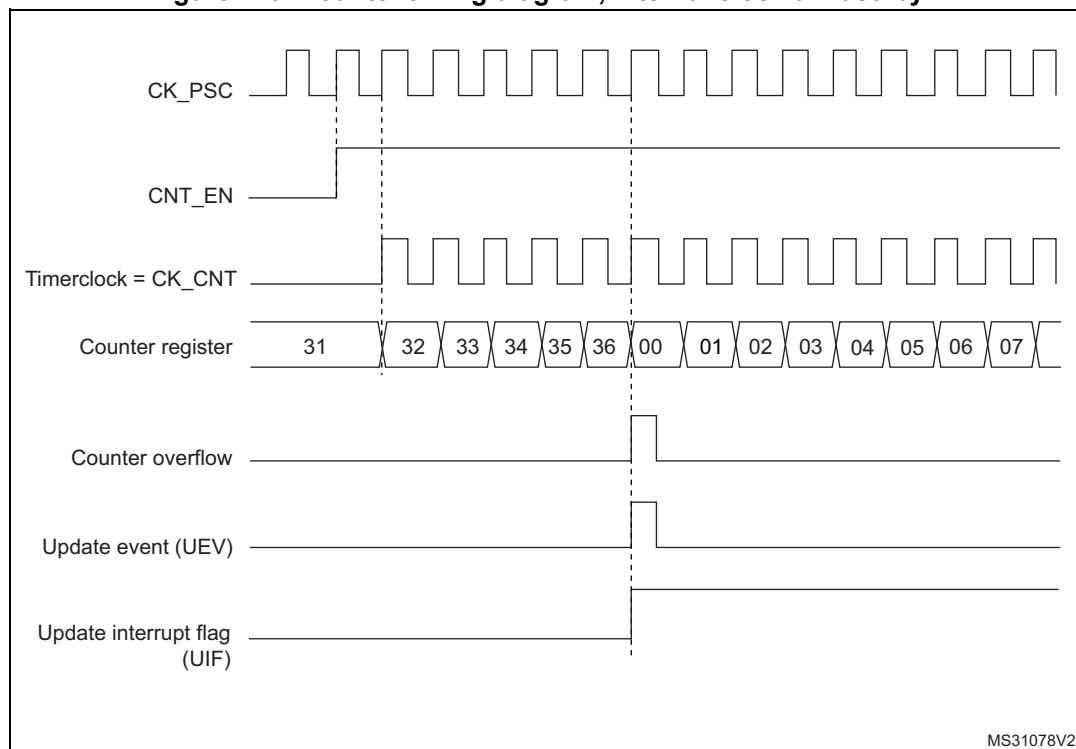 CK_PSC
CNT_EN
Timerclock = CK_CNT
Counter register 31 32 33 34 35 36 00 01 02 03 04 05 06 07
Counter overflow
Update event (UEV)
Update interrupt flag
(UIF)
MS31078V2